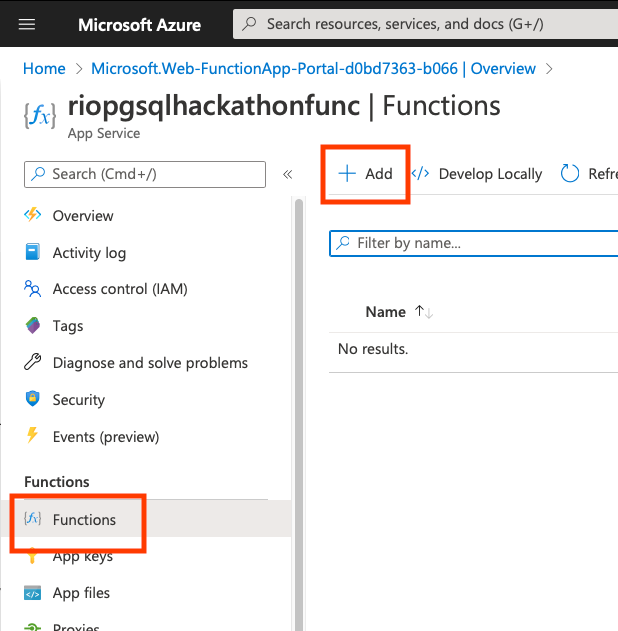 Microsoft Azure
Search resources, services, and docs (G+/)
Home > Microsoft.Web-FunctionApp-Portal-d0bd7363-b066 | Overview >
riopgsqlhackathonfunc | Functions
App Service
Search (Cmd+/)
«
+ Add
</> Develop Locally
Refre
Overview
Activity log
Access control (IAM)
Tags
Diagnose and solve problems
Security
Events (preview)
Functions
Functions
App keys
App files
Proxies
Filter by name...
Name ↑↓
No results.